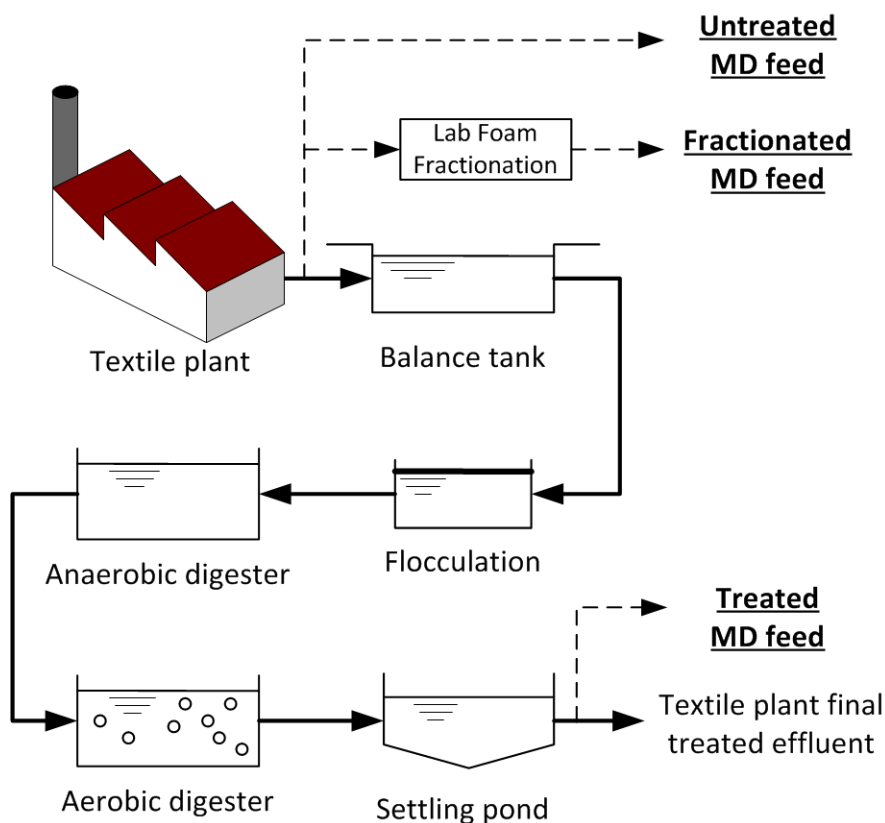 Untreated
MD feed
Lab Foam
Fractionation
Fractionated
MD feed
Textile plant
Balance tank
Anaerobic digester
Flocculation
Treated
MD feed
Textile plant final
treated effluent
Aerobic digester
Settling pond